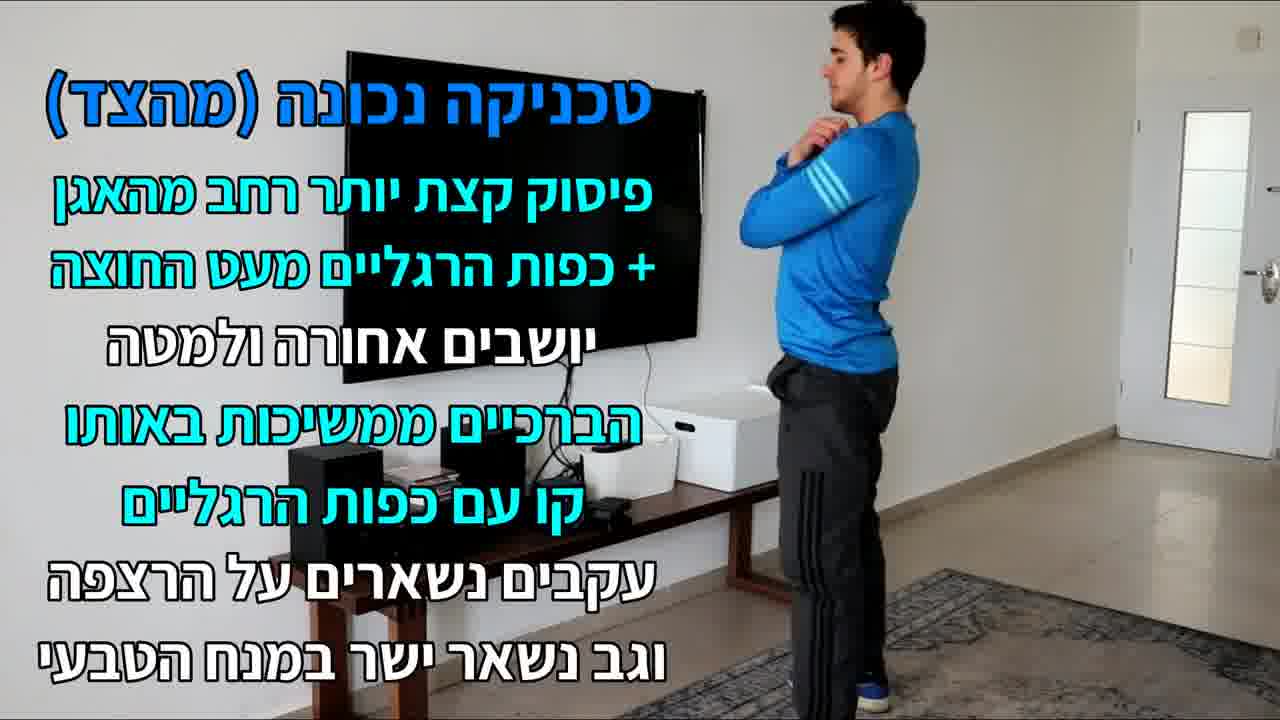 טכניקה נכונה (מהצד)
פיסוק קצת יותר רחב מהאגן
+ כפות הרגליים מעט החוצה
יושבים אחורה ולמטה
הברכיים ממשיכות באותו
קו עם כפות הרגליים
עקבים נשארים על הרצפה
וגב נשאר ישר במנח הטבעי